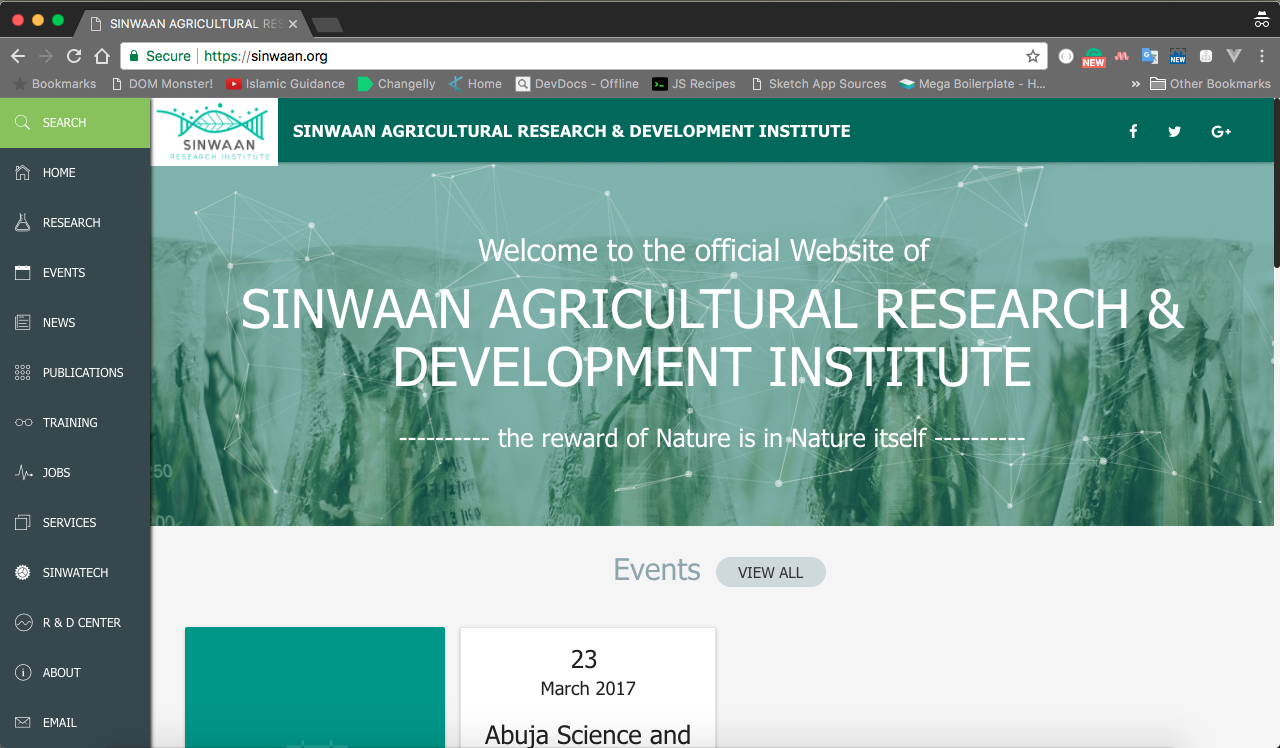 SINWAAN AGRICULTURAL RES
Secure
https://sinwaan.org
NEW
NEW
Bookmarks
DOM Monster!
Islamic Guidance
Changelly
Home
DevDocs - Offline
JS Recipes
Sketch App Sources
Mega Boilerplate - H...
»
Other Bookmarks
SEARCH
HOME
RESEARCH
EVENTS
NEWS
PUBLICATIONS
TRAINING
JOBS
SERVICES
SINWATECH
R & D CENTER
ABOUT
EMAIL
SINWAAN
RESEARCH INSTITUTE
SINWAAN AGRICULTURAL RESEARCH & DEVELOPMENT INSTITUTE
Welcome to the official Website of
SINWAAN AGRICULTURAL RESEARCH &
DEVELOPMENT INSTITUTE
---------- the reward of Nature is in Nature itself ----------
250
200
250
200
Events
VIEW ALL
23
March 2017
Abuja Science and